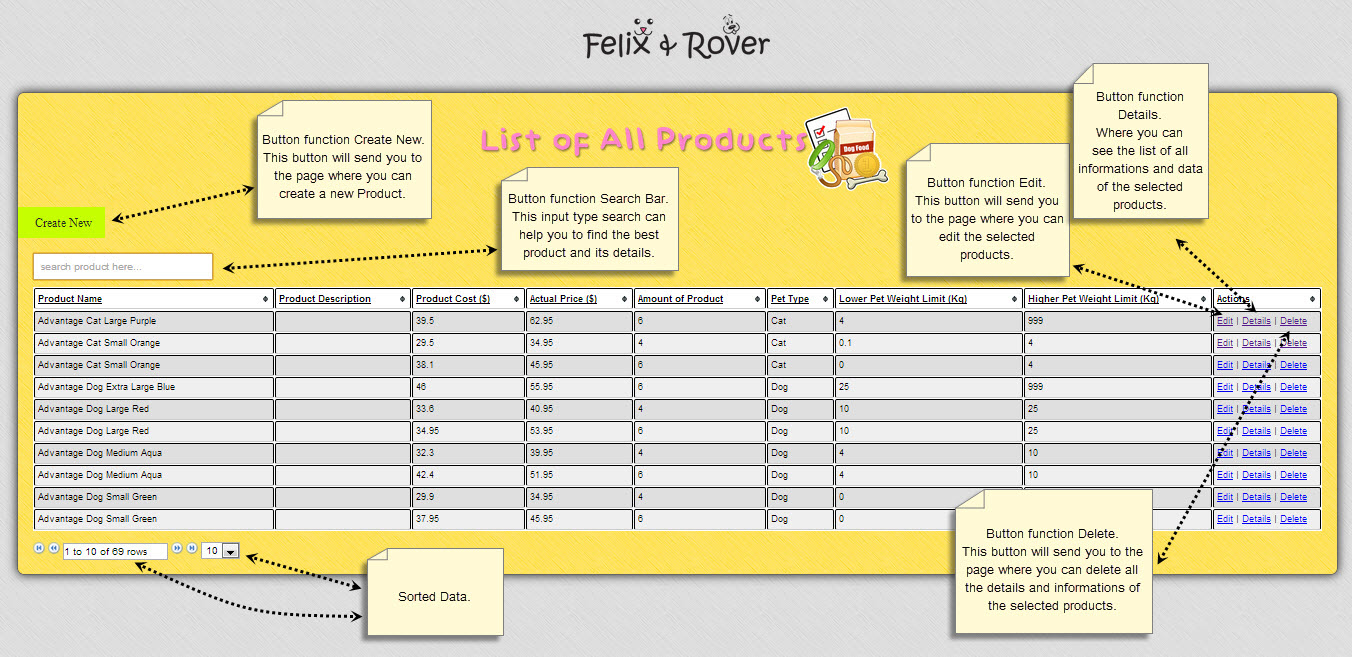 Felix & Rover
List of All Products
Dog Food
Button function Create New.
This button will send you to
the page where you can
create a new Product.
Button function Search Bar.
This input type search can
help you to find the best
product and its details.
Button function Edit.
This button will send you
to the page where you can
edit the selected
products.
Button function
Details.
Where you can
see the list of all
informations and data
of the selected
products.
Create New
search product here...
Product Name Product Description Product Cost ($) Actual Price ($) Amount of Product Pet Type Lower Pet Weight Limit (Kg) Higher Pet Weight Limit (Kg) Actions
Advantage Cat Large Purple 39.5 62.95 6 Cat 4 999 Edit | Details | Delete
Advantage Cat Small Orange 29.5 34.95 4 Cat 0.1 4 Edit | Details | Delete
Advantage Cat Small Orange 38.1 45.95 6 Cat 0 4 Edit | Details | Delete
Advantage Dog Extra Large Blue 46 55.95 6 Dog 25 999 Edit | Details | Delete
Advantage Dog Large Red 33.6 40.95 4 Dog 10 25 Edit | Details | Delete
Advantage Dog Large Red 34.95 53.95 6 Dog 10 25 Edit | Details | Delete
Advantage Dog Medium Aqua 32.3 39.95 4 Dog 4 10 Edit | Details | Delete
Advantage Dog Medium Aqua 42.4 51.95 6 Dog 4 10 Edit | Details | Delete
Advantage Dog Small Green 29.9 34.95 4 Dog 0 Edit | Details | Delete
Advantage Dog Small Green 37.95 45.95 6 Dog 0 Edit | Details | Delete
1 to 10 of 69 rows 10
Sorted Data.
Button function Delete.
This button will send you to the
page where you can delete all
the details and informations of
the selected products.